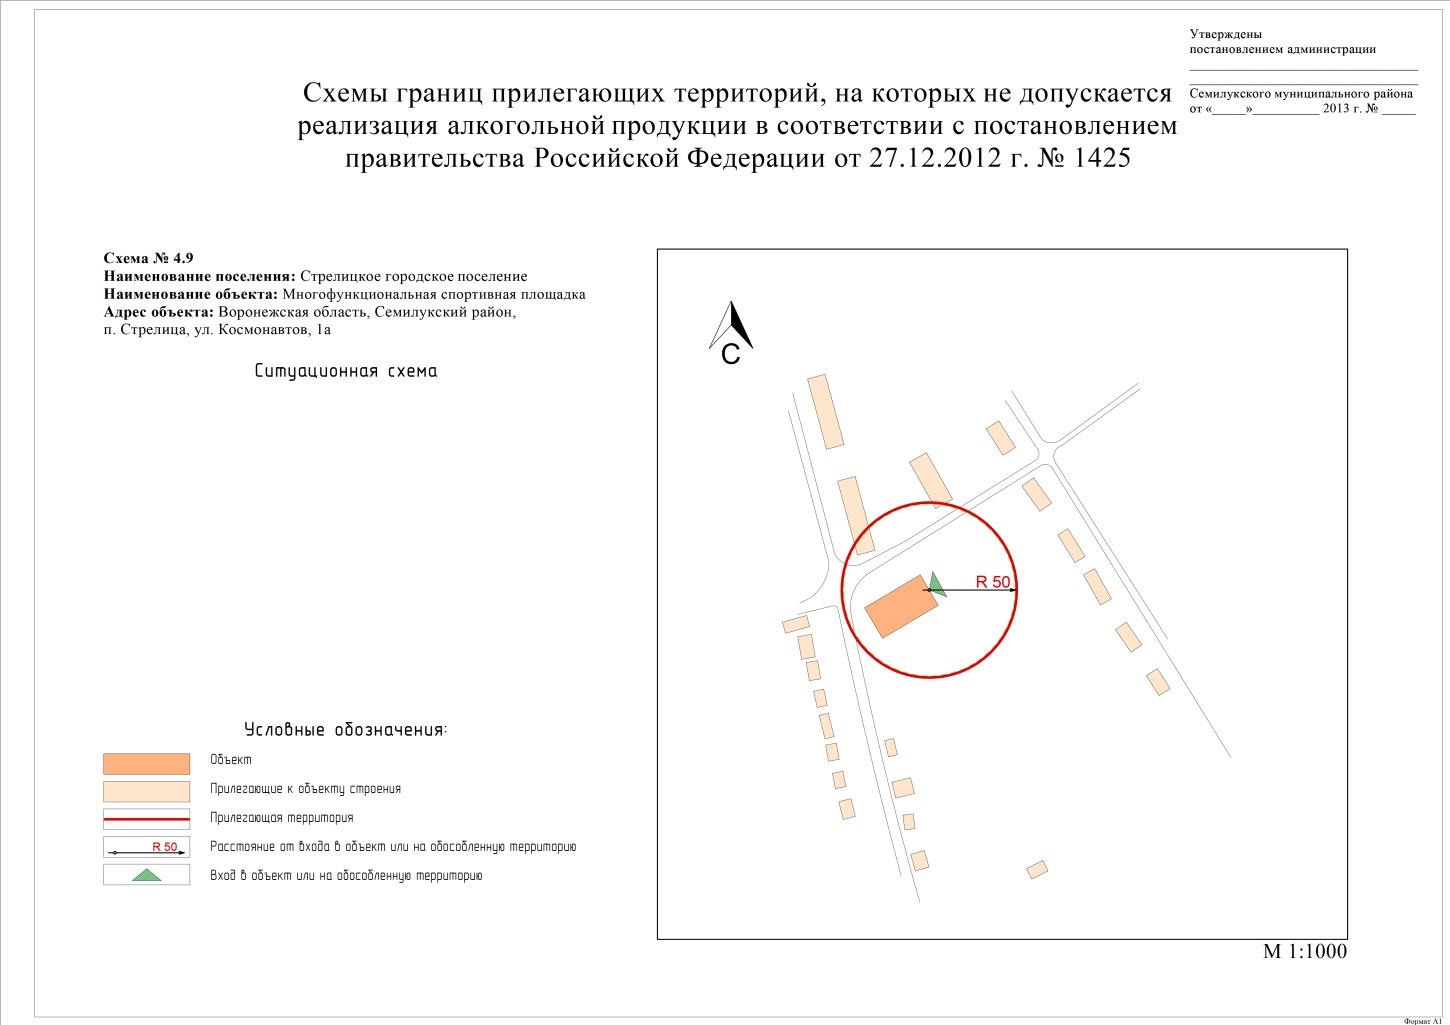 Утверждены
постановлением администрации
Семилукского муниципального района
от «_____»__________ 2013 г. № _____
Схемы границ прилегающих территорий, на которых не допускается
реализация алкогольной продукции в соответствии с постановлением
правительства Российской Федерации от 27.12.2012 г. № 1425
Схема № 4.9
Наименование поселения: Стрелицкое городское поселение
Наименование объекта: Многофункциональная спортивная площадка
Адрес объекта: Воронежская область, Семилукский район,
п. Стрелица, ул. Космонавтов, 1а
Ситуационная схема
С
R 50
Условные обозначения:
Объект
Прилегающие к объекту строения
Прилегающая территория
R 50
Расстояние от входа в объект или на обособленную территорию
Вход в объект или на обособленную территорию
М 1:1000
Формат А1